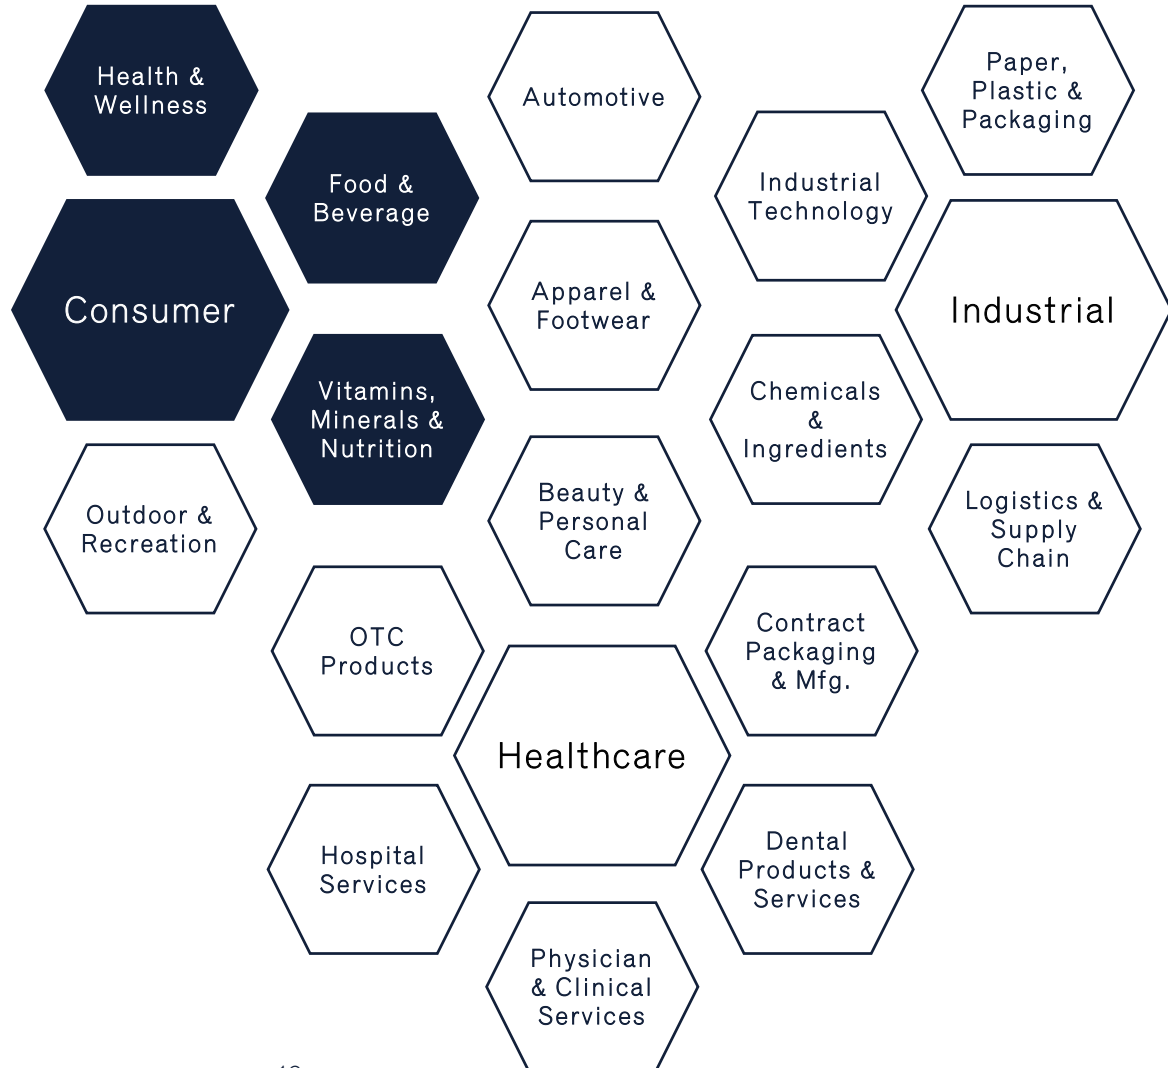 Health &
Wellness
Automotive
Paper,
Plastic &
Packaging
Food &
Beverage
Industrial
Technology
Consumer
Apparel &
Footwear
Industrial
Vitamins,
Minerals &
Nutrition
Chemicals
&
Ingredients
Outdoor &
Recreation
Beauty &
Personal
Care
Logistics &
Supply
Chain
OTC
Products
Contract
Packaging
& Mfg.
Healthcare
Hospital
Services
Dental
Products &
Services
Physician
& Clinical
Services